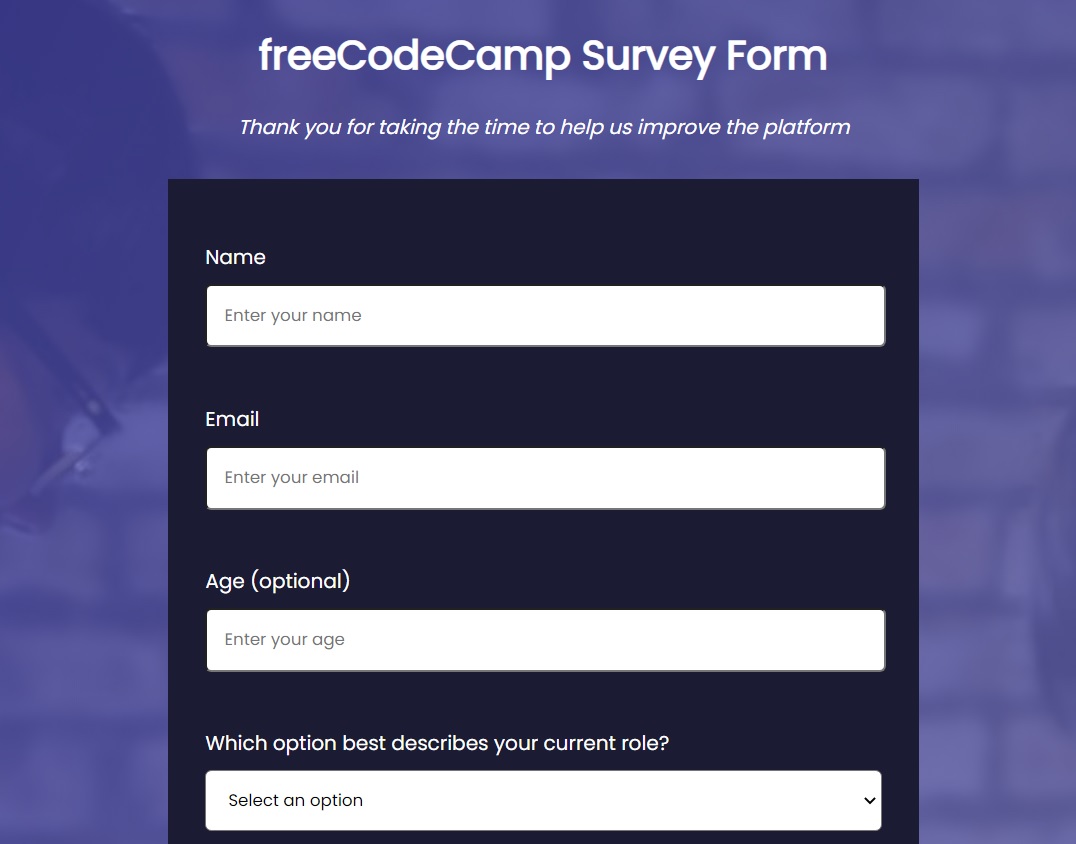 freeCodeCamp Survey Form
Thank you for taking the time to help us improve the platform
Name
Enter your name
Email
Enter your email
Age (optional)
Enter your age
Which option best describes your current role?
Select an option